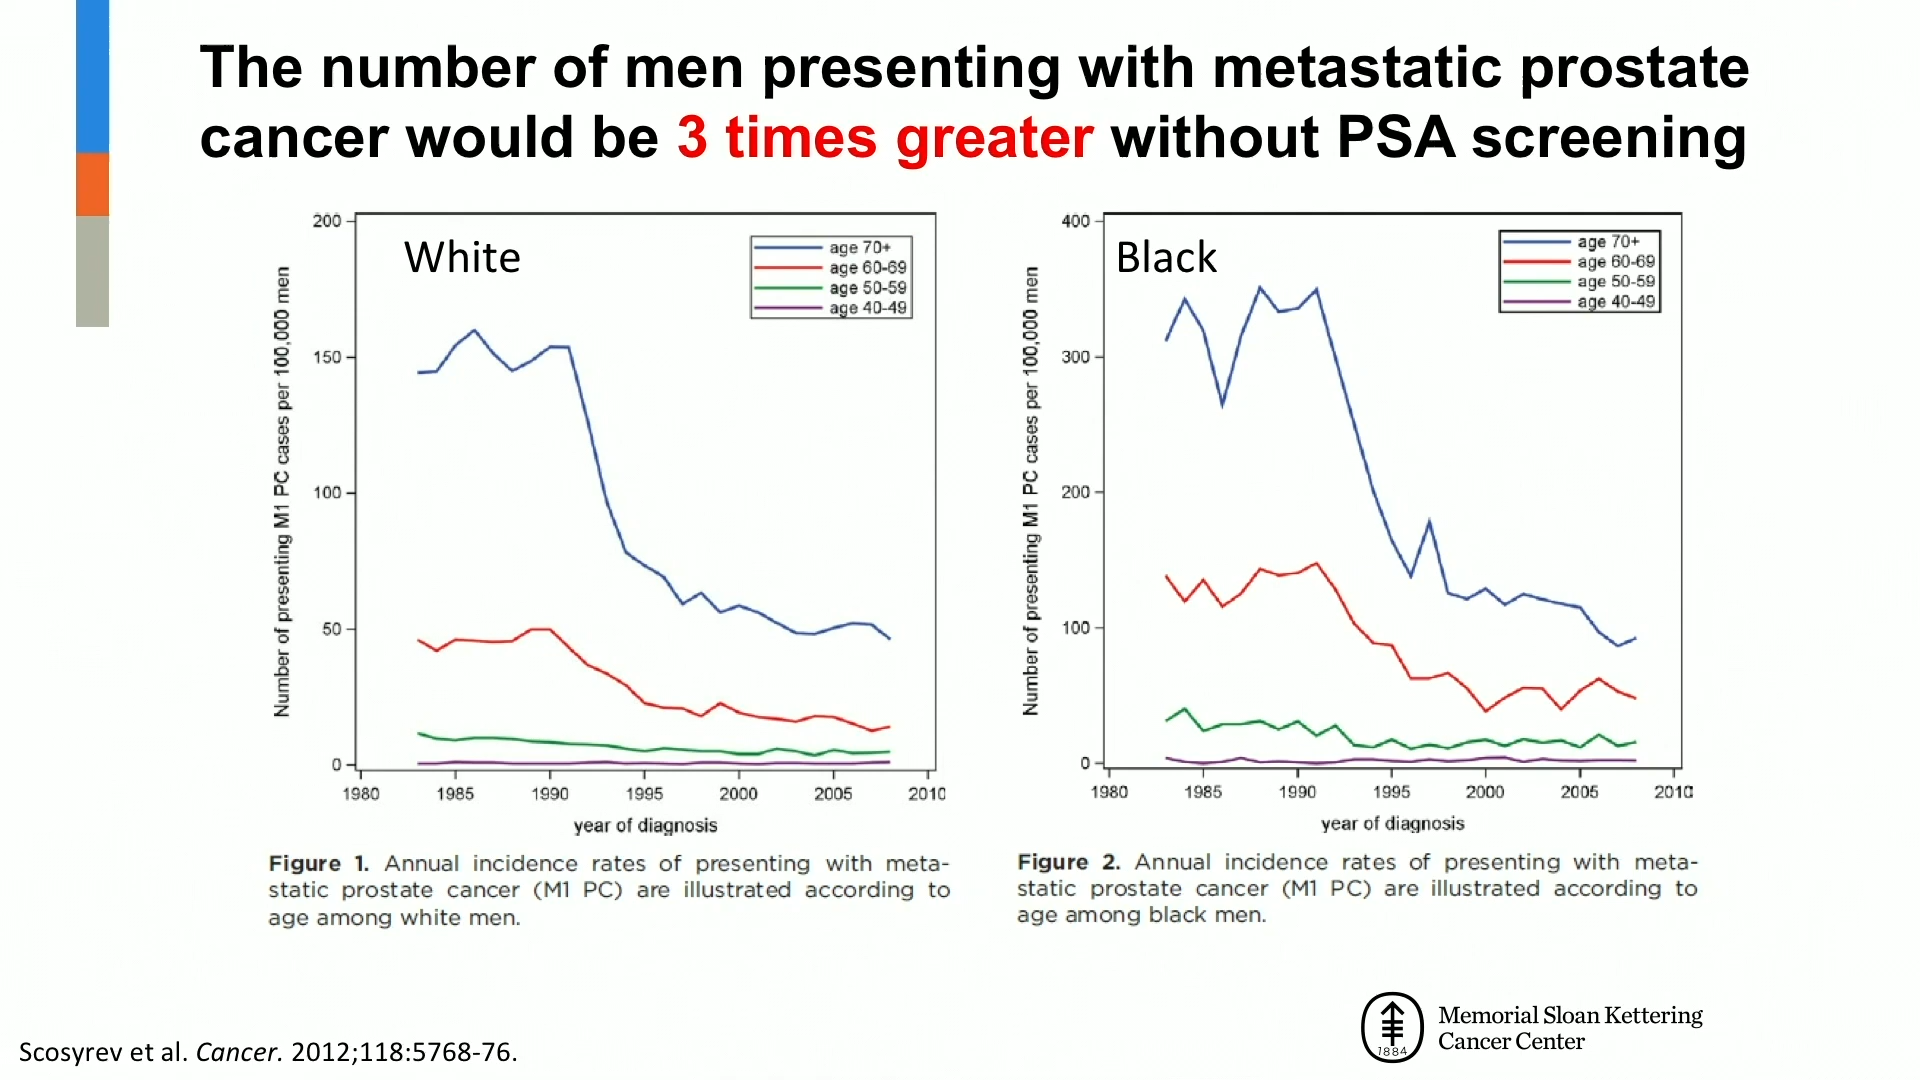 The number of men presenting with metastatic prostate
cancer would be 3 times greater without PSA screening
White
age 70+
age 60-69
age 50-59
age 40-49
Number of presenting M1 PC cases per 100,000 men
200
150
100
50
0
1980 1985 1990 1995 2000 2005 2010
year of diagnosis
Figure 1. Annual incidence rates of presenting with meta-
static prostate cancer (M1 PC) are illustrated according to
age among white men.
Black
age 70+
age 60-69
age 50-59
age 40-49
Number of presenting M1 PC cases per 100,000 men
400
300
200
100
0
1980 1985 1990 1995 2000 2005 2010
year of diagnosis
Figure 2. Annual incidence rates of presenting with meta-
static prostate cancer (M1 PC) are illustrated according to
age among black men.
1884
Memorial Sloan Kettering
Cancer Center
Scosyrev et al. Cancer. 2012;118:5768-76.